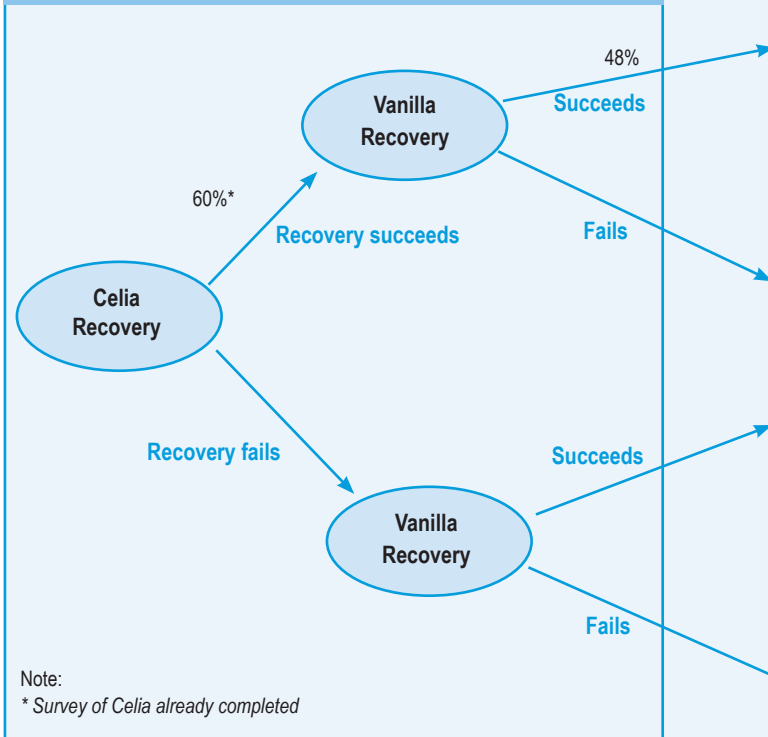 48%
Vanilla
Recovery
Succeeds
60%*
Recovery succeeds
Fails
Celia
Recovery
Recovery fails
Succeeds
Vanilla
Recovery
Fails
Note:
* Survey of Celia already completed